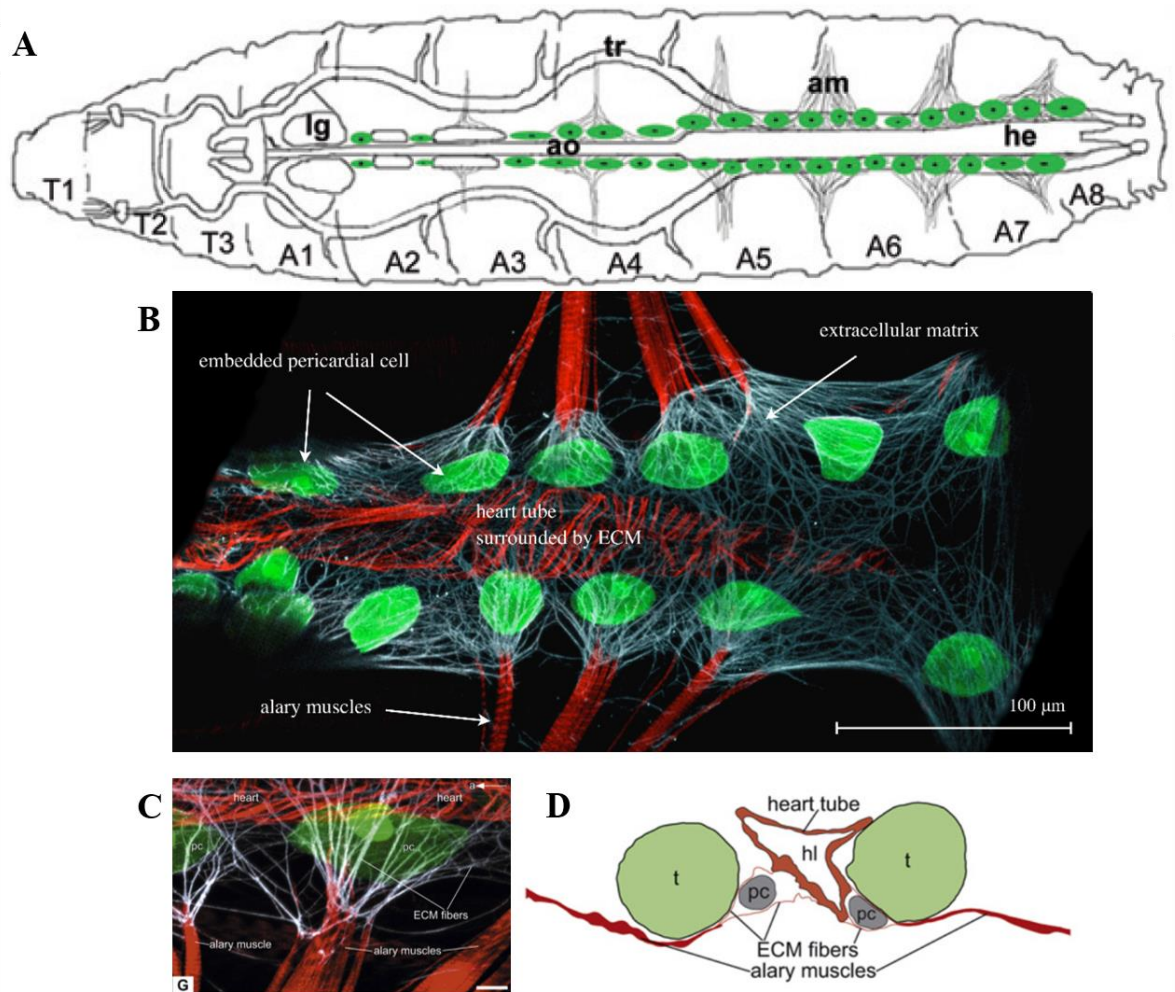 A
tr
am
lg
ao
he
T1
T2
T3
A1
A2
A3
A4
A5
A6
A7
A8
B
extracellular matrix
embedded pericardial cell
heart tube
surrounded by ECM
alary muscles
100 µm
C
heart
heart
a
pc
pc
ECM fibers
alary muscle
alary muscles
G
D
heart tube
hl
t
t
pc
pc
ECM fibers
alary muscles